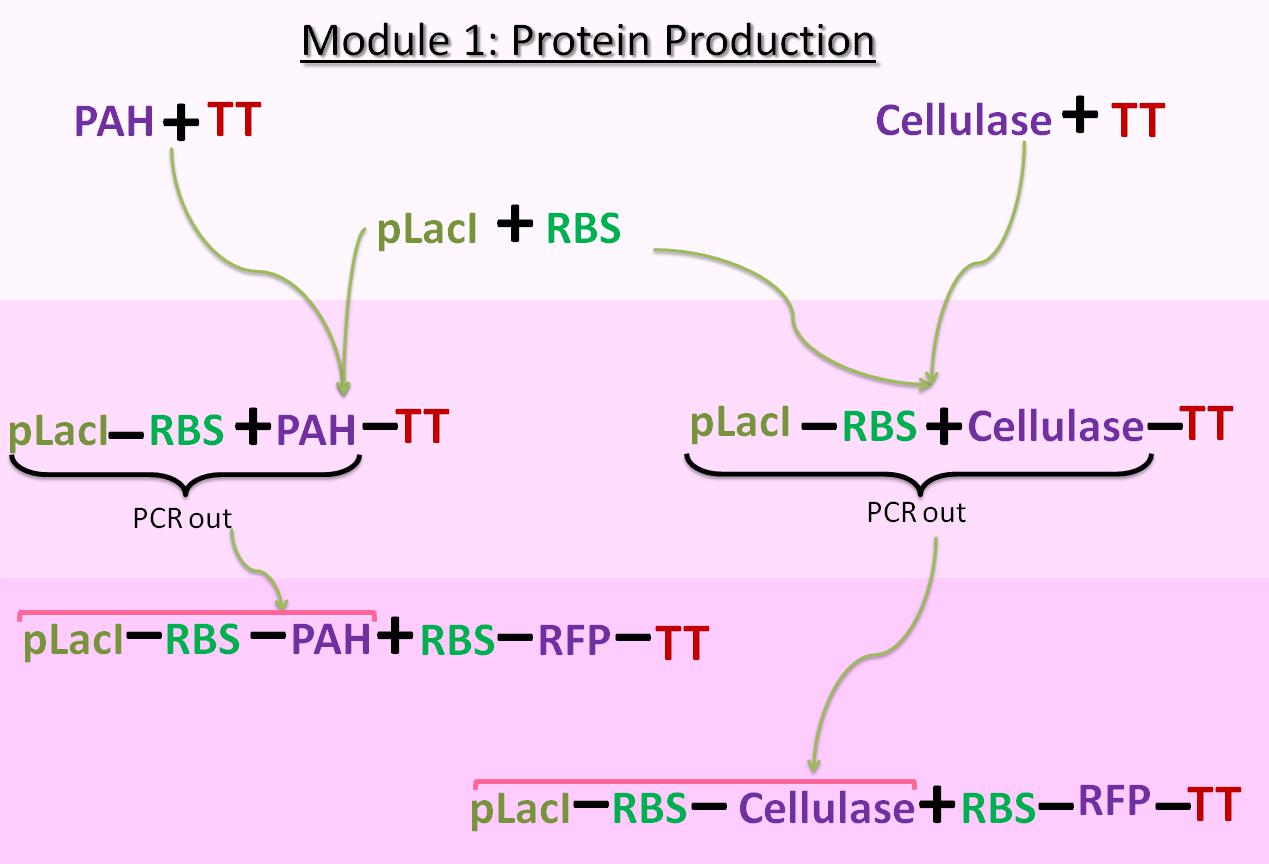 Module 1: Protein Production
PAH + TT
Cellulase + TT
pLacI + RBS
pLacI—RBS + PAH—TT
pLacI —RBS + Cellulase—TT
PCR out
PCR out
pLacI—RBS —PAH + RBS—RFP—TT
pLacI—RBS— Cellulase + RBS—RFP—TT